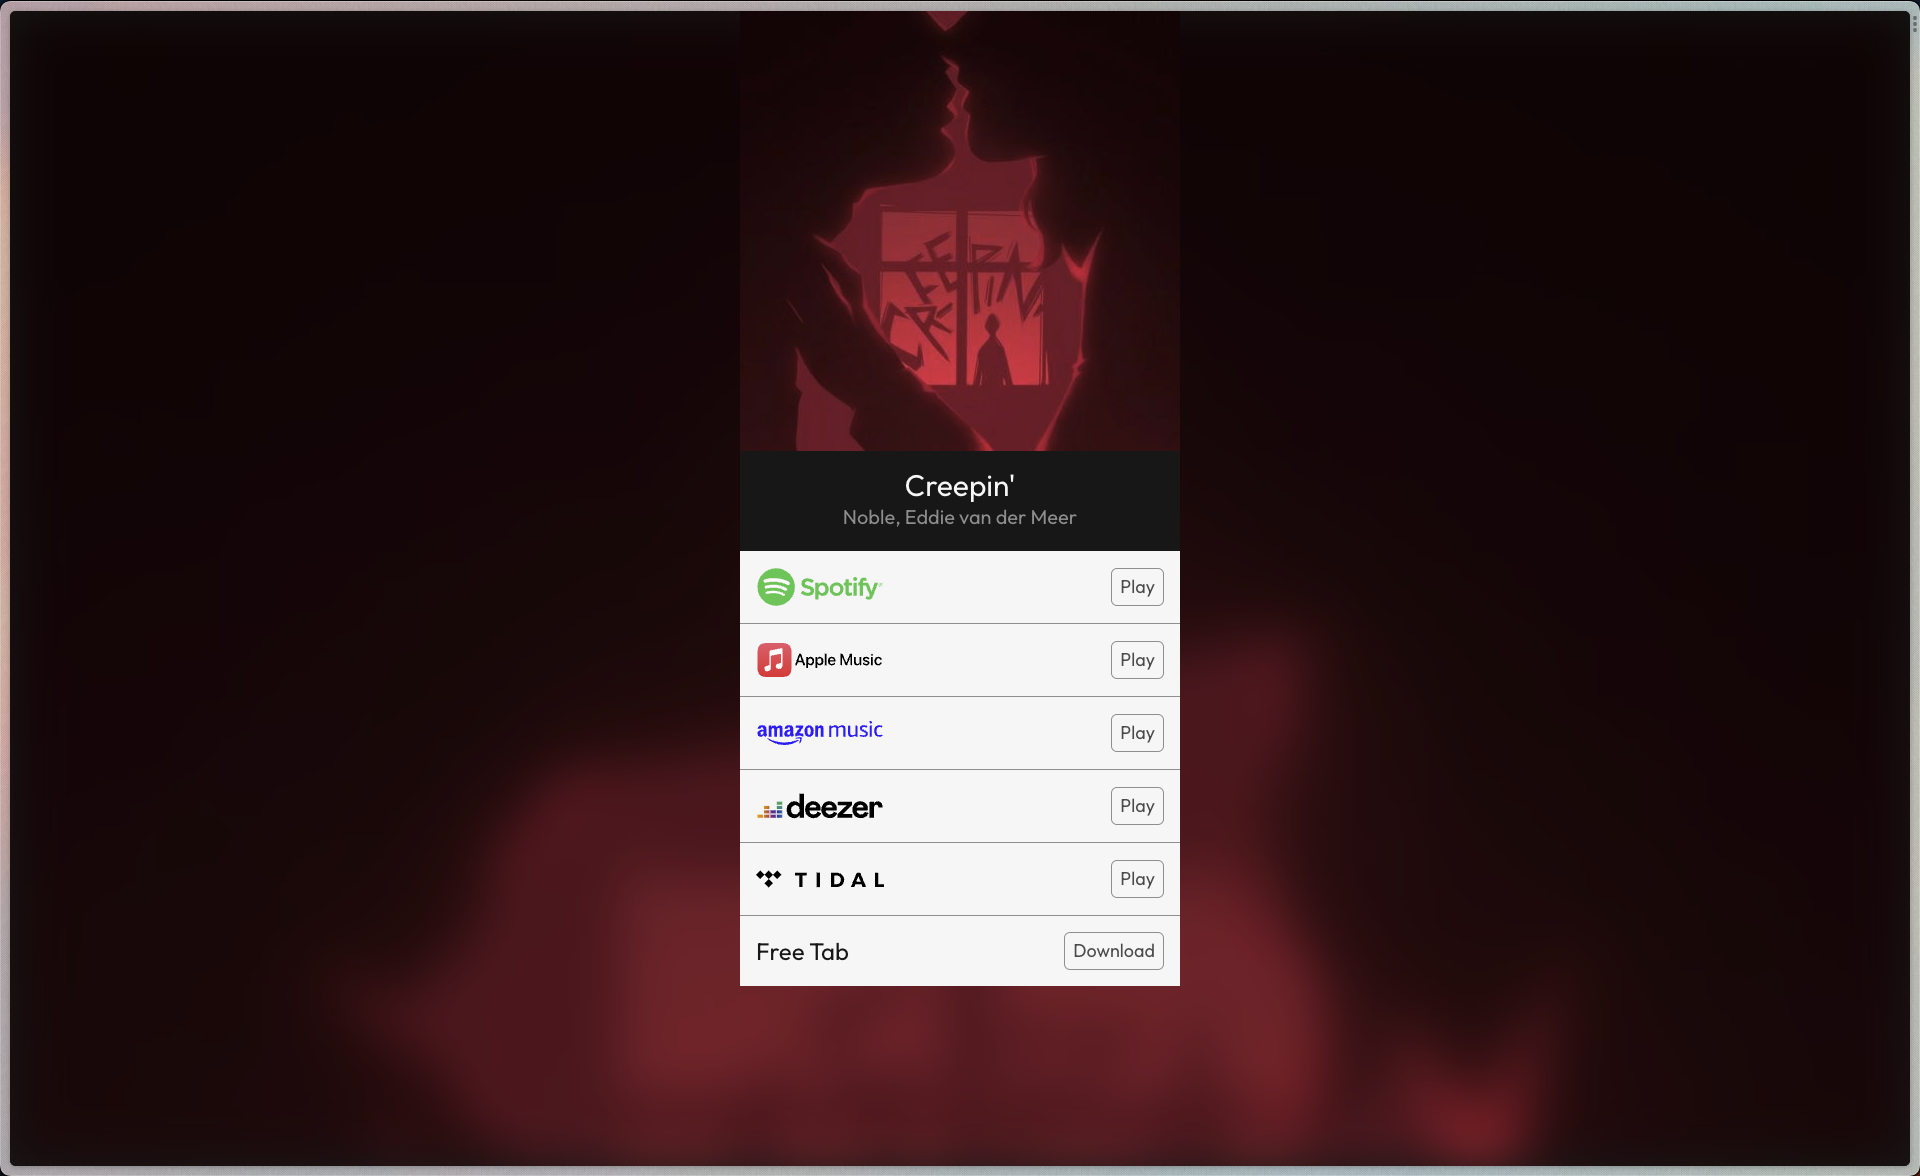 CREEPIN'
Creepin'
Noble, Eddie van der Meer
Spotify
Play
Apple Music
Play
amazon music
Play
deezer
Play
TIDAL
Play
Free Tab
Download